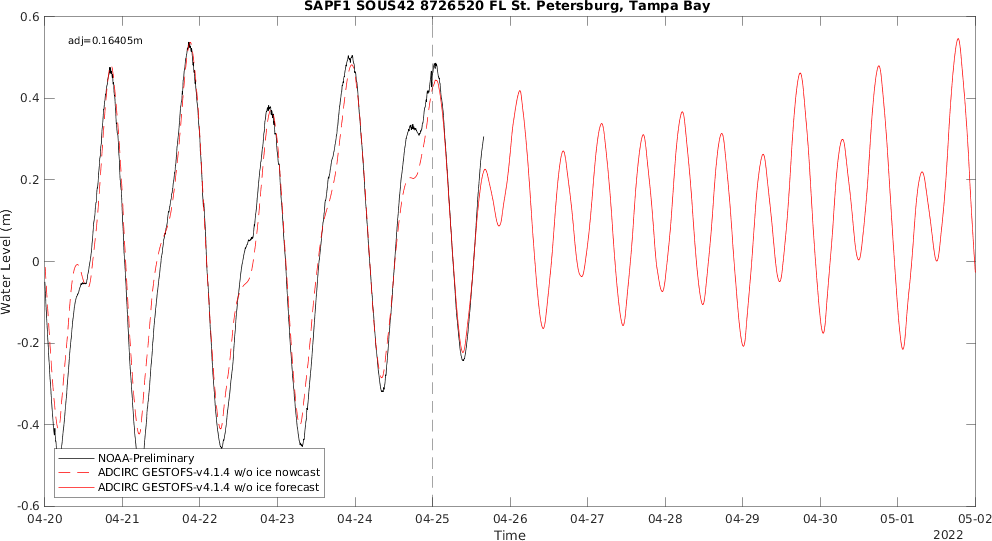 SAPF1 SOUS42 8726520 FL St. Petersburg, Tampa Bay
adj=0.16405m
Water Level (m)
0.6
0.4
0.2
0
-0.2
-0.4
-0.6
NOAA-Preliminary
ADCIRC GESTOFS-v4.1.4 w/o ice nowcast
ADCIRC GESTOFS-v4.1.4 w/o ice forecast
04-20 04-21 04-22 04-23 04-24 04-25 04-26 04-27 04-28 04-29 04-30 05-01 05-02
Time
2022